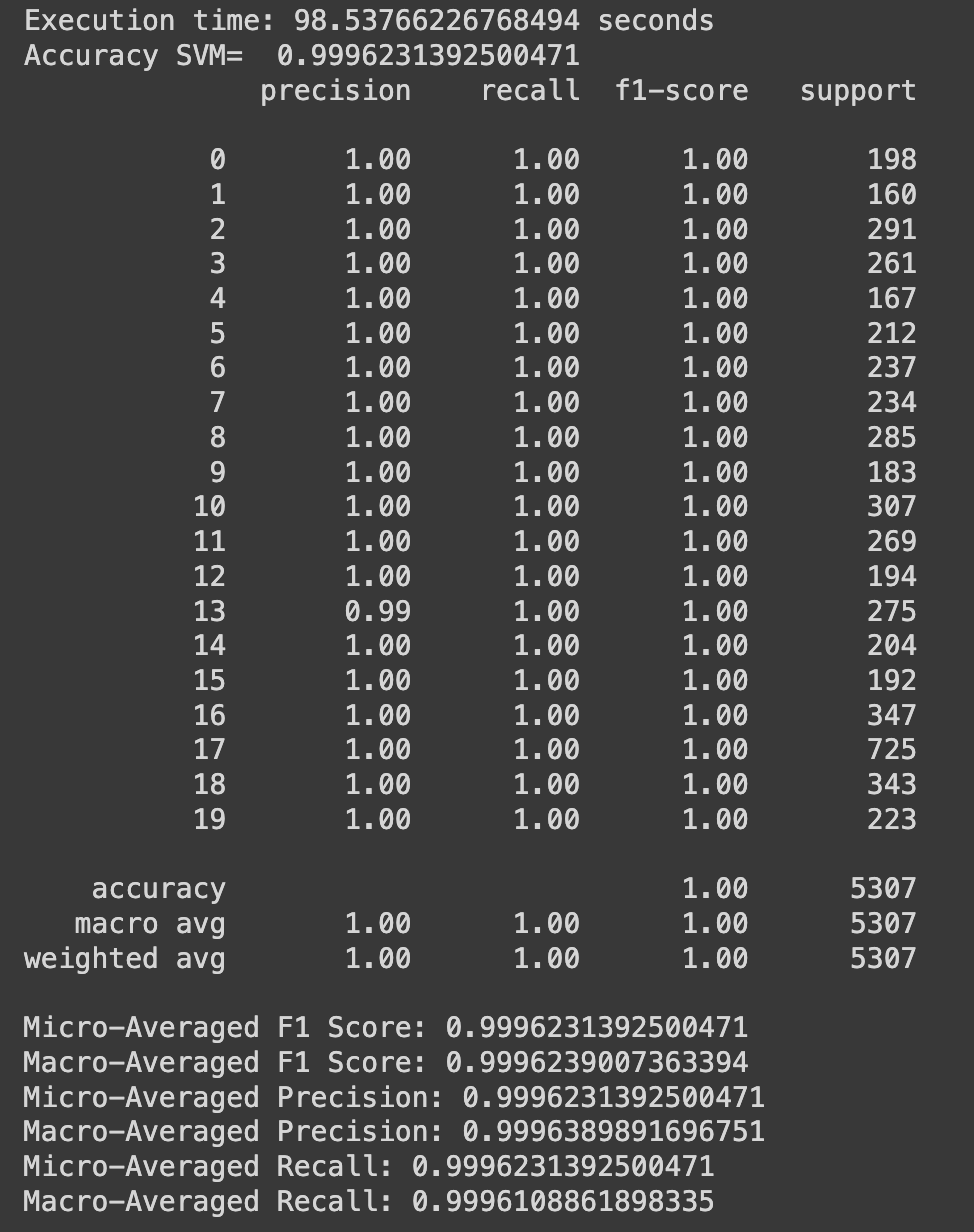 Execution time: 98.53766226768494 seconds
Accuracy SVM=  0.9996231392500471
              precision    recall  f1-score   support

           0       1.00      1.00      1.00       198
           1       1.00      1.00      1.00       160
           2       1.00      1.00      1.00       291
           3       1.00      1.00      1.00       261
           4       1.00      1.00      1.00       167
           5       1.00      1.00      1.00       212
           6       1.00      1.00      1.00       237
           7       1.00      1.00      1.00       234
           8       1.00      1.00      1.00       285
           9       1.00      1.00      1.00       183
          10       1.00      1.00      1.00       307
          11       1.00      1.00      1.00       269
          12       1.00      1.00      1.00       194
          13       0.99      1.00      1.00       275
          14       1.00      1.00      1.00       204
          15       1.00      1.00      1.00       192
          16       1.00      1.00      1.00       347
          17       1.00      1.00      1.00       725
          18       1.00      1.00      1.00       343
          19       1.00      1.00      1.00       223

    accuracy                           1.00      5307
   macro avg       1.00      1.00      1.00      5307
weighted avg       1.00      1.00      1.00      5307

Micro-Averaged F1 Score: 0.9996231392500471
Macro-Averaged F1 Score: 0.9996239007363394
Micro-Averaged Precision: 0.9996231392500471
Macro-Averaged Precision: 0.9996389891696751
Micro-Averaged Recall: 0.9996231392500471
Macro-Averaged Recall: 0.9996108861898335